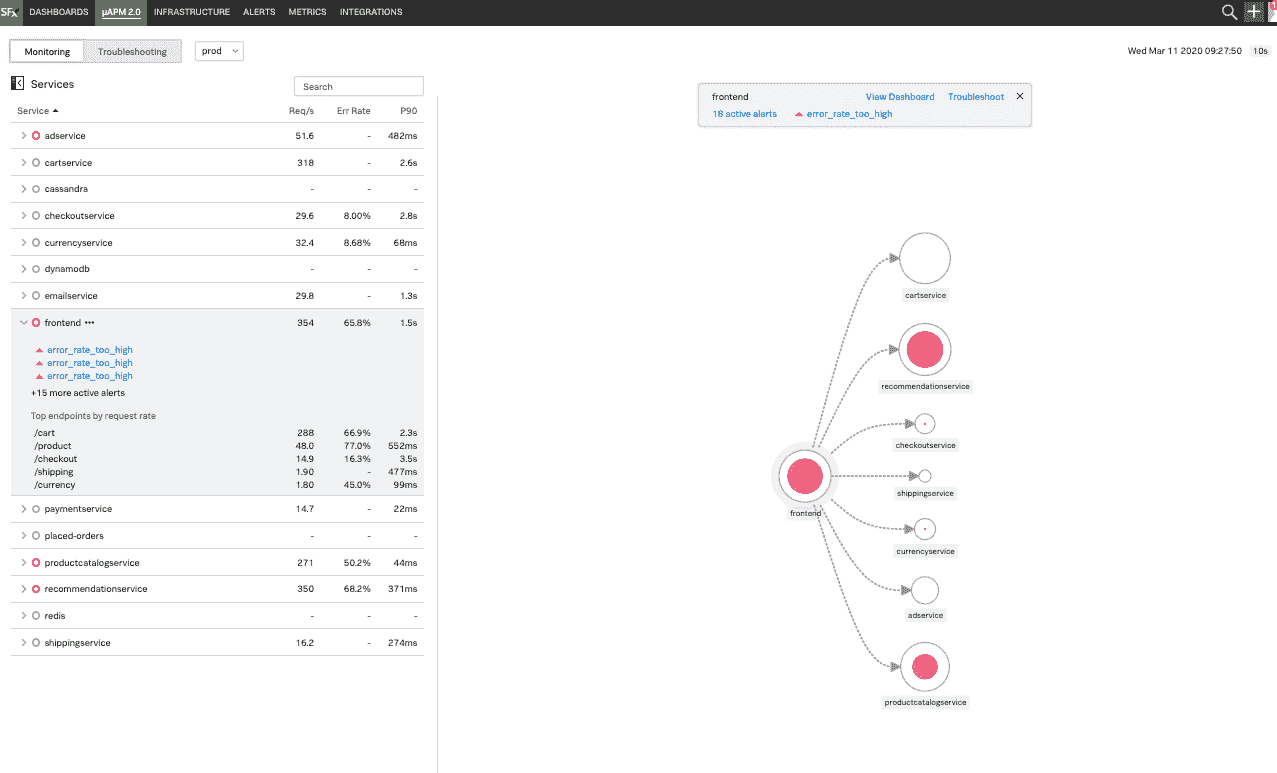 SFx DASHBOARDS µAPM 2.0 INFRASTRUCTURE ALERTS METRICS INTEGRATIONS
Monitoring Troubleshooting prod Wed Mar 11 2020 09:27:50 10s
Services Search
Service Req/s Err Rate P90
adservice 51.6 - 482ms
cartservice 318 - 2.6s
cassandra - - -
checkoutservice 29.6 8.00% 2.8s
currencyservice 32.4 8.68% 68ms
dynamodb - - -
emailservice 29.8 - 1.3s
frontend ••• 354 65.8% 1.5s
error_rate_too_high
error_rate_too_high
error_rate_too_high
+15 more active alerts
Top endpoints by request rate
/cart 288 66.9% 2.3s
/product 48.0 77.0% 552ms
/checkout 14.9 16.3% 3.5s
/shipping 1.90 - 477ms
/currency 1.80 45.0% 99ms
paymentservice 14.7 - 22ms
placed-orders - - -
productcatalogservice 271 50.2% 44ms
recommendationservice 350 68.2% 371ms
redis - - -
shippingservice 16.2 - 274ms
frontend View Dashboard Troubleshoot
18 active alerts error_rate_too_high
cartservice
recommendationservice
checkoutservice
shippingservice
frontend
currencyservice
adservice
productcatalogservice